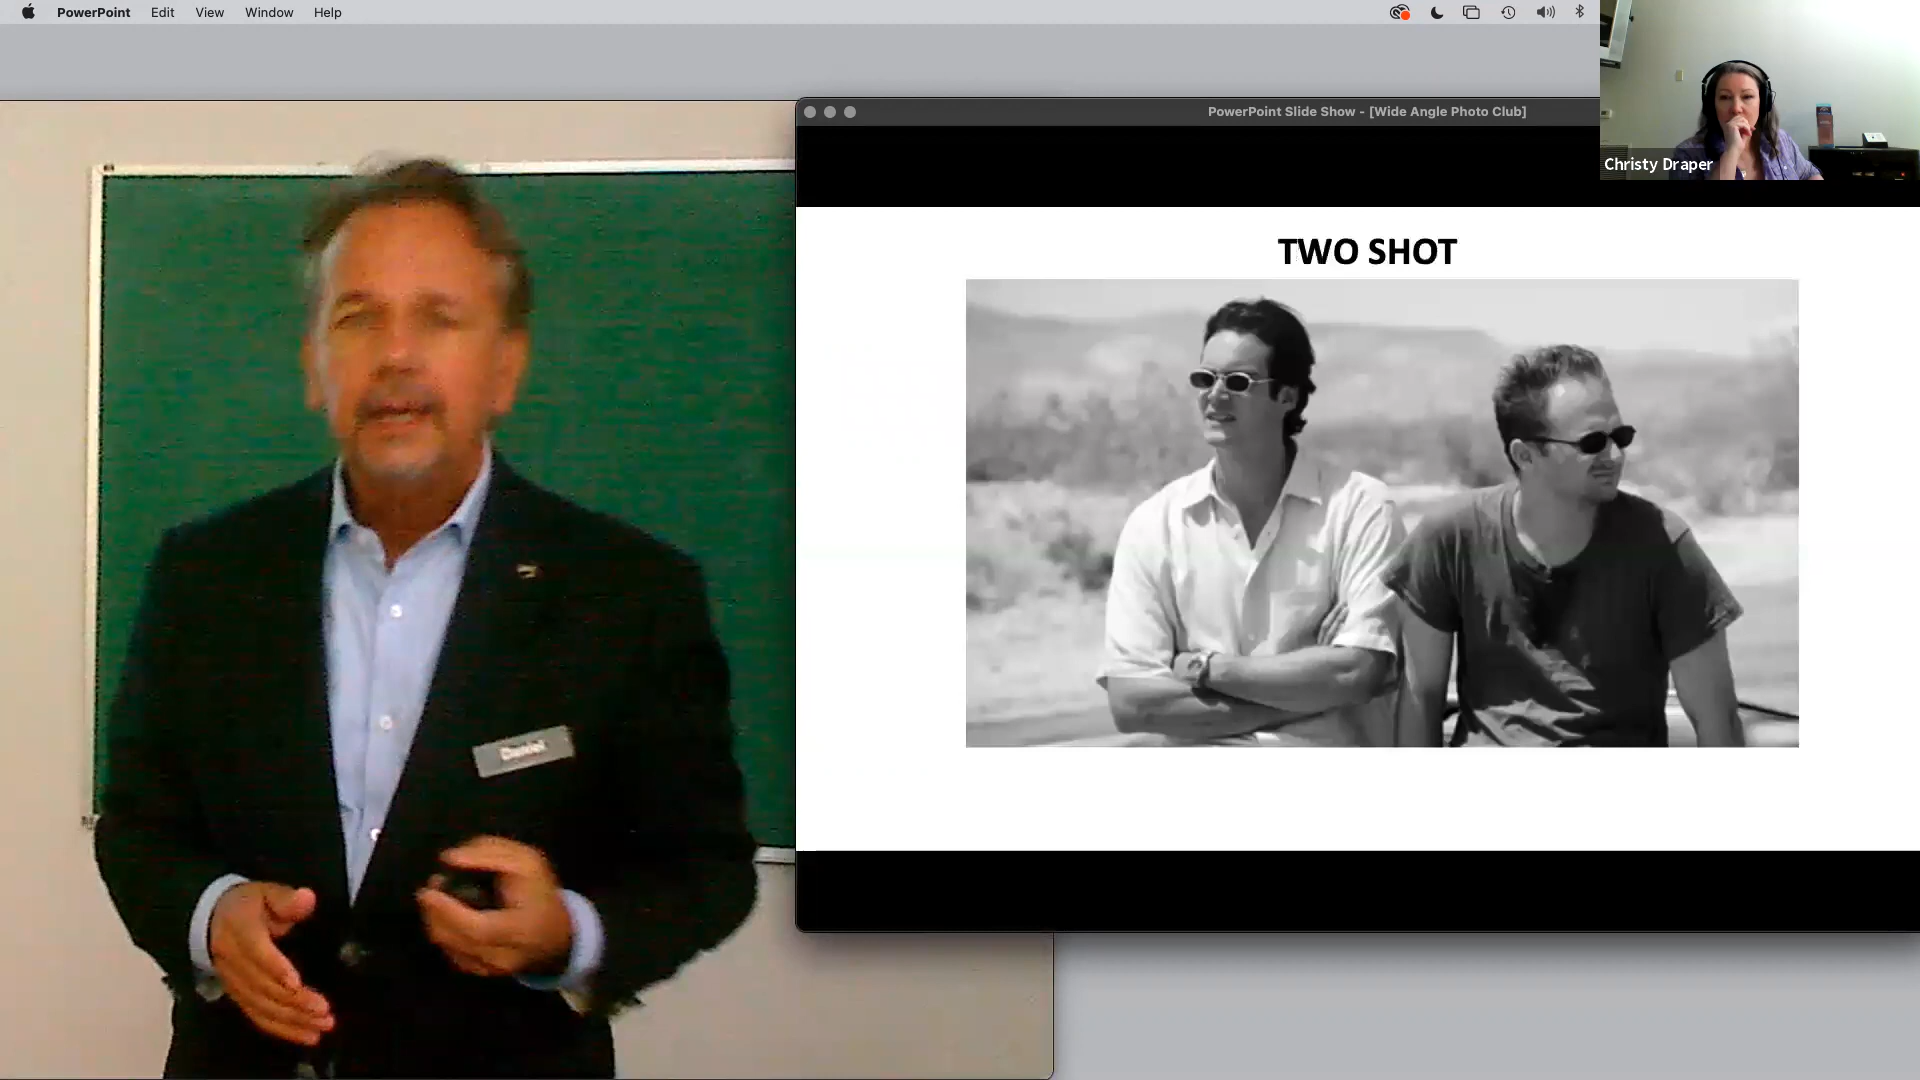 PowerPoint Edit View Window Help
PowerPoint Slide Show - [Wide Angle Photo Club]
Christy Draper
TWO SHOT
Daniel